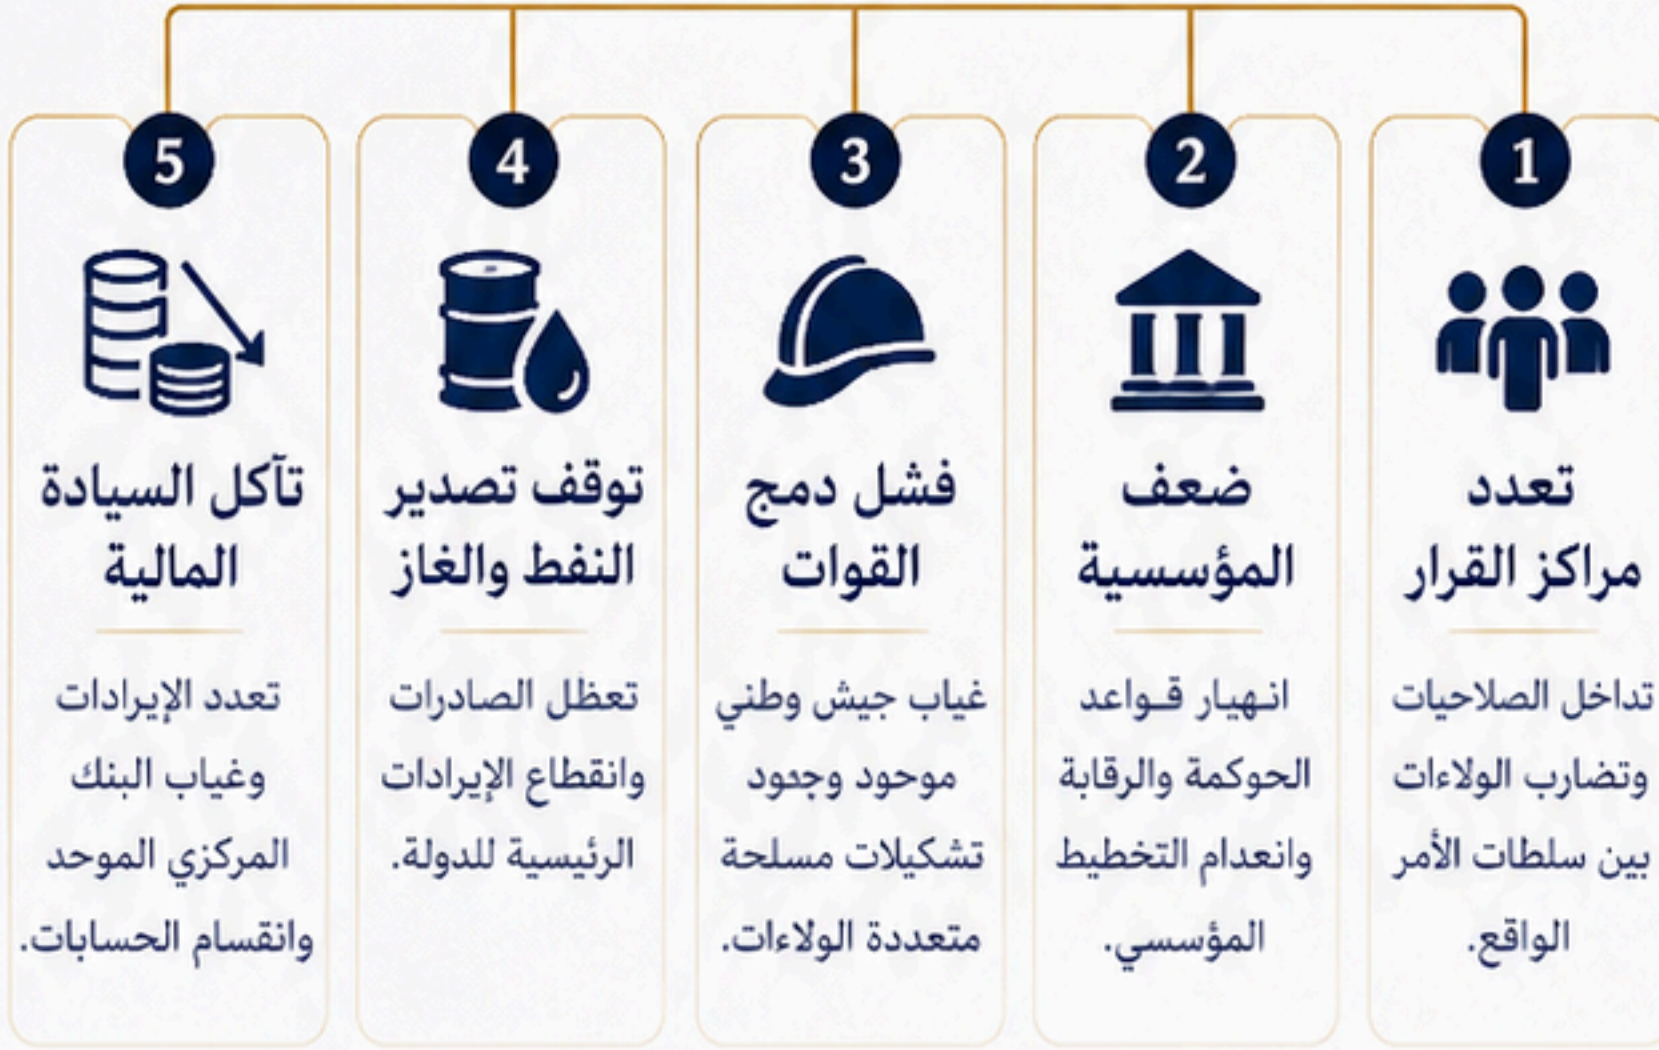 1
تعدد
مراكز القرار
تداخل الصلاحيات
وتضارب الولاءات
بين سلطات الأمر
الواقع.
2
ضعف
المؤسسية
انهيار قواعد
الحوكمة والرقابة
وانعدام التخطيط
المؤسسي.
3
فشل دمج
القوات
غياب جيش وطني
موحود وجدود
تشكيلات مسلحة
متعددة الولاءات.
4
توقف تصدير
النفط والغاز
تعظل الصادرات
وانقطاع الإيرادات
الرئيسية للدولة.
5
تآكل السيادة
المالية
تعدد الإيرادات
وغياب البنك
المركزي الموحد
وانقسام الحسابات.